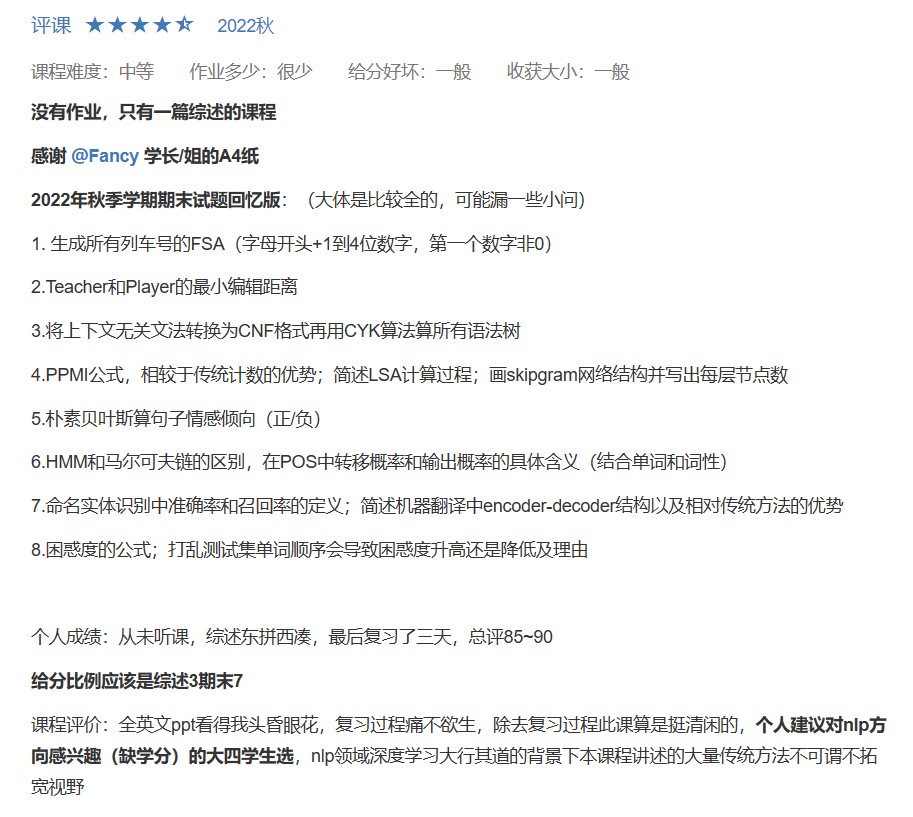 评课 ★★★★⯪ 2022秋
课程难度：中等 作业多少：很少 给分好坏：一般 收获大小：一般
没有作业，只有一篇综述的课程
感谢 @Fancy 学长/姐的A4纸
2022年秋季学期期末试题回忆版：（大体是比较全的，可能漏一些小问）
1. 生成所有列车号的FSA（字母开头+1到4位数字，第一个数字非0）
2.Teacher和Player的最小编辑距离
3.将上下文无关文法转换为CNF格式再用CYK算法算所有语法树
4.PPMI公式，相较于传统计数的优势；简述LSA计算过程；画skipgram网络结构并写出每层节点数
5.朴素贝叶斯算句子情感倾向（正/负）
6.HMM和马尔可夫链的区别，在POS中转移概率和输出概率的具体含义（结合单词和词性）
7.命名实体识别中准确率和召回率的定义；简述机器翻译中encoder-decoder结构以及相对传统方法的优势
8.困惑度的公式；打乱测试集单词顺序会导致困惑度升高还是降低及理由
个人成绩：从未听课，综述东拼西凑，最后复习了三天，总评85~90
给分比例应该是综述3期末7
课程评价：全英文ppt看得我头昏眼花，复习过程痛不欲生，除去复习过程此课算是挺清闲的，个人建议对nlp方
向感兴趣（缺学分）的大四学生选，nlp领域深度学习大行其道的背景下本课程讲述的大量传统方法不可谓不拓
宽视野